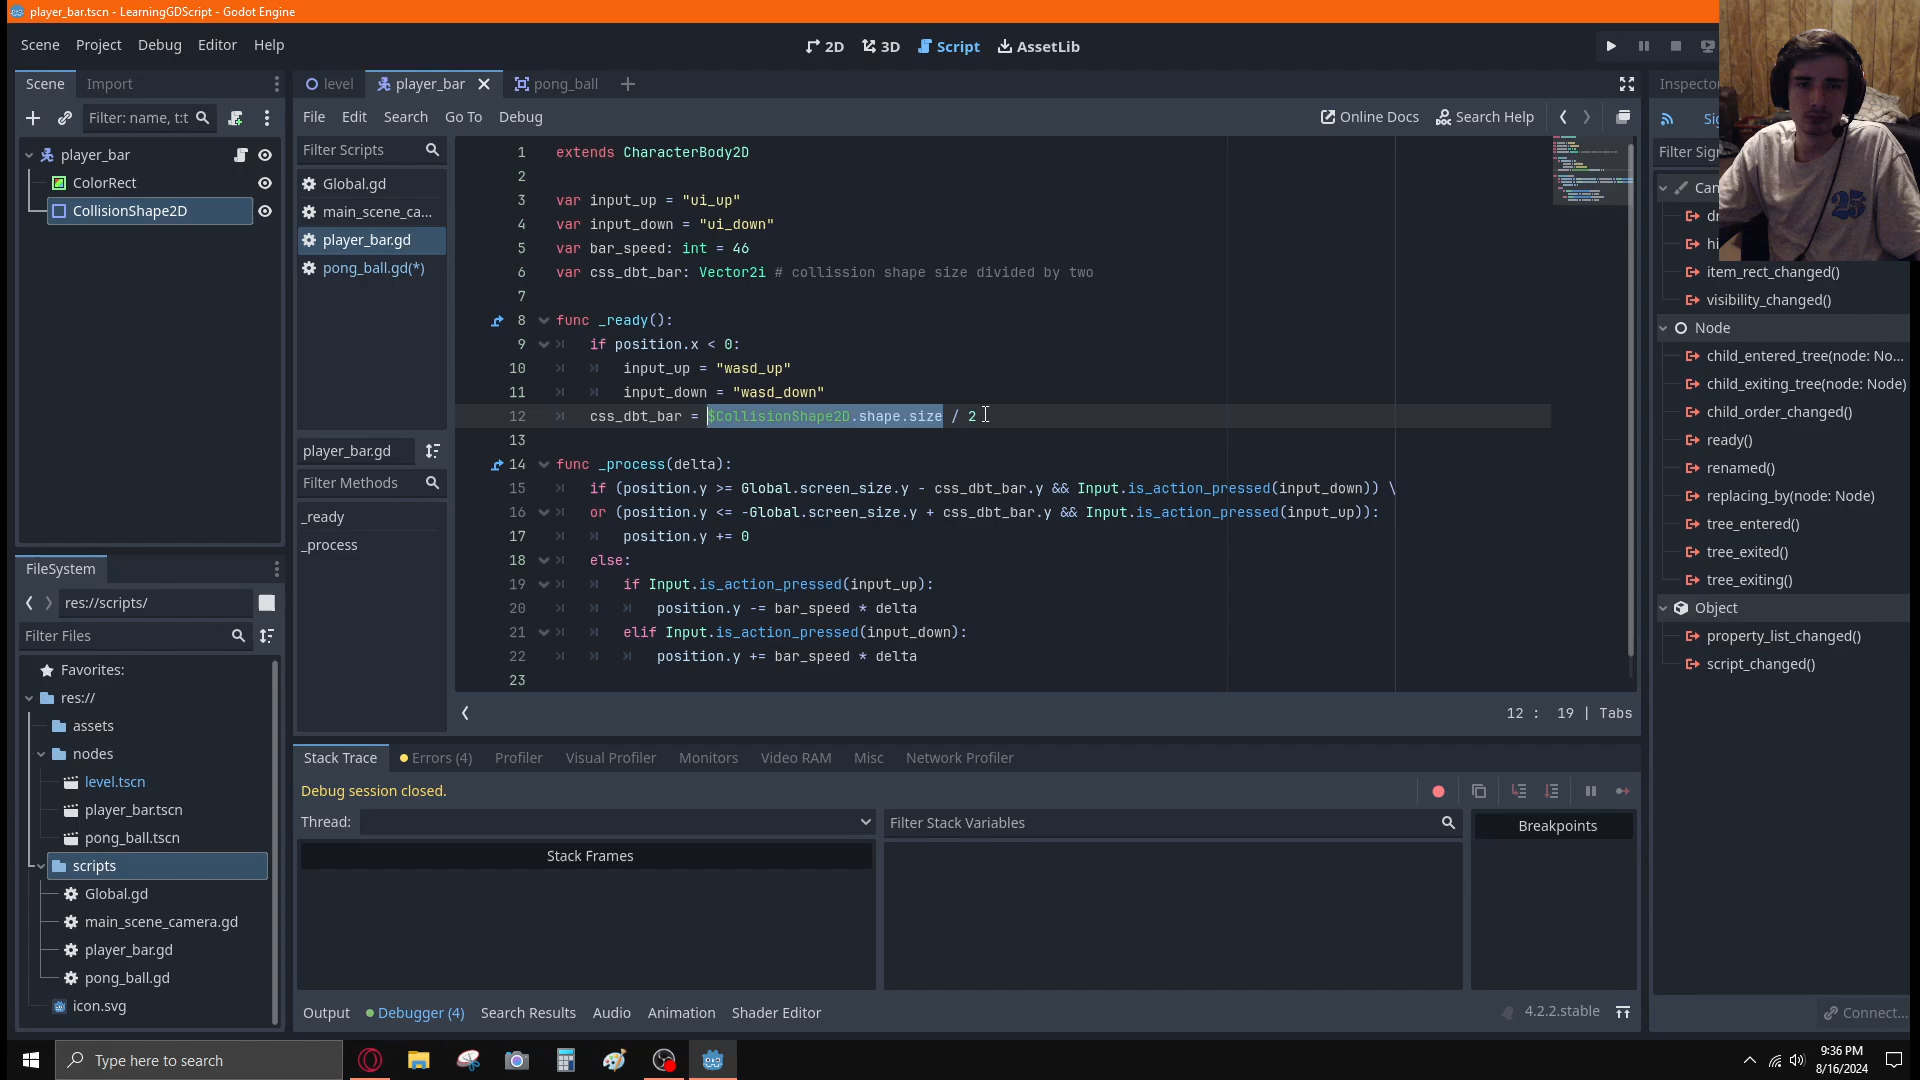 player_bar.tscn - LearningGDScript - Godot Engine
Scene Project Debug Editor Help
2D 3D Script AssetLib
Scene Import
level player_bar pong_ball
Inspector
Filter: name, t:t
File Edit Search Go To Debug
Online Docs Search Help
player_bar
ColorRect
CollisionShape2D
Filter Scripts
Global.gd
main_scene_ca...
player_bar.gd
pong_ball.gd(*)
player_bar.gd
Filter Methods
_ready
_process
1 extends CharacterBody2D
2
3 var input_up = "ui_up"
4 var input_down = "ui_down"
5 var bar_speed: int = 46
6 var css_dbt_bar: Vector2i # collission shape size divided by two
7
8 func _ready():
9 if position.x < 0:
10 input_up = "wasd_up"
11 input_down = "wasd_down"
12 css_dbt_bar = $CollisionShape2D.shape.size / 2
13
14 func _process(delta):
15 if (position.y >= Global.screen_size.y - css_dbt_bar.y && Input.is_action_pressed(input_down)) \
16 or (position.y <= -Global.screen_size.y + css_dbt_bar.y && Input.is_action_pressed(input_up)):
17 position.y += 0
18 else:
19 if Input.is_action_pressed(input_up):
20 position.y -= bar_speed * delta
21 elif Input.is_action_pressed(input_down):
22 position.y += bar_speed * delta
23
12 : 19 | Tabs
Filter Sig
25
item_rect_changed()
visibility_changed()
Node
child_entered_tree(node: No...
child_exiting_tree(node: Node)
child_order_changed()
ready()
renamed()
replacing_by(node: Node)
tree_entered()
tree_exited()
tree_exiting()
Object
property_list_changed()
script_changed()
Connect...
FileSystem
res://scripts/
Filter Files
Favorites:
res://
assets
nodes
level.tscn
player_bar.tscn
pong_ball.tscn
scripts
Global.gd
main_scene_camera.gd
player_bar.gd
pong_ball.gd
icon.svg
Stack Trace Errors (4) Profiler Visual Profiler Monitors Video RAM Misc Network Profiler
Debug session closed.
Thread:
Filter Stack Variables
Breakpoints
Stack Frames
Output Debugger (4) Search Results Audio Animation Shader Editor
4.2.2.stable
Type here to search
9:36 PM
8/16/2024